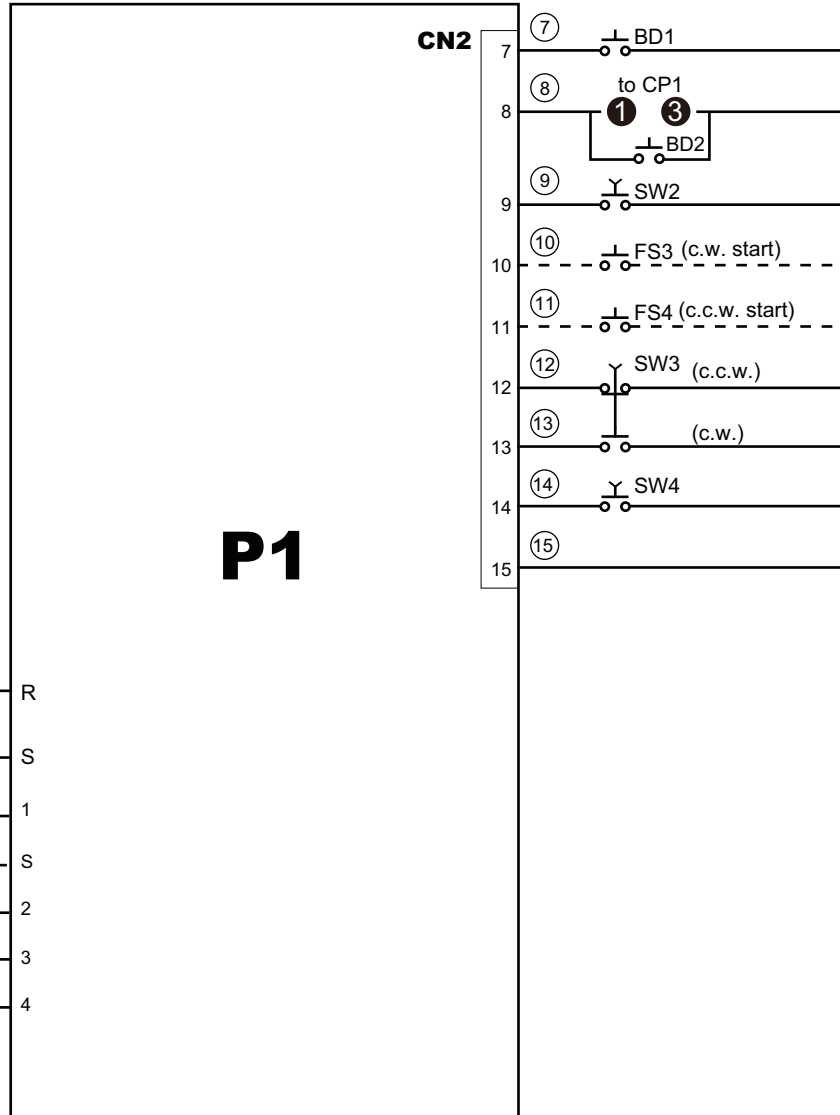 CN2
7 ⑦ BD1
⑧ to CP1
8 ❶ ❸
BD2
⑨
9 SW2
⑩
10 FS3 (c.w. start)
⑪
11 FS4 (c.c.w. start)
⑫ SW3 (c.c.w.)
12
⑬ (c.w.)
13
⑭ SW4
14
⑮
15
P1
R
S
1
S
2
3
4